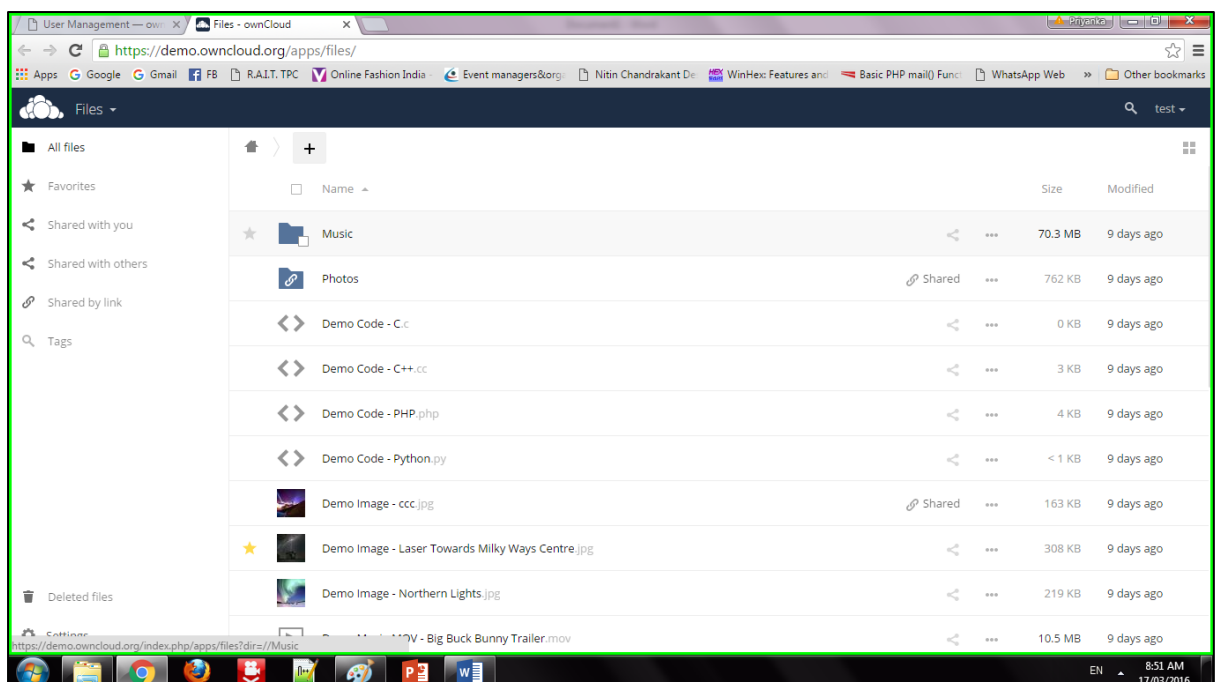 User Management — own
Files - ownCloud
Priyanka
https://demo.owncloud.org/apps/files/
Apps Google Gmail FB R.A.I.T. TPC Online Fashion India - Event managers&org Nitin Chandrakant De WinHex: Features and Basic PHP mail() Func WhatsApp Web » Other bookmarks
Files test
All files
+
Favorites
Name Size Modified
Shared with you
Music 70.3 MB 9 days ago
Shared with others
Photos Shared 762 KB 9 days ago
Shared by link
Demo Code - C.c 0 KB 9 days ago
Tags
Demo Code - C++.cc 3 KB 9 days ago
Demo Code - PHP.php 4 KB 9 days ago
Demo Code - Python.py < 1 KB 9 days ago
Demo Image - ccc.jpg Shared 163 KB 9 days ago
Demo Image - Laser Towards Milky Ways Centre.jpg 308 KB 9 days ago
Deleted files
Demo Image - Northern Lights.jpg 219 KB 9 days ago
Settings
MOV - Big Buck Bunny Trailer.mov 10.5 MB 9 days ago
https://demo.owncloud.org/index.php/apps/files?dir=//Music
EN 8:51 AM
17/03/2016